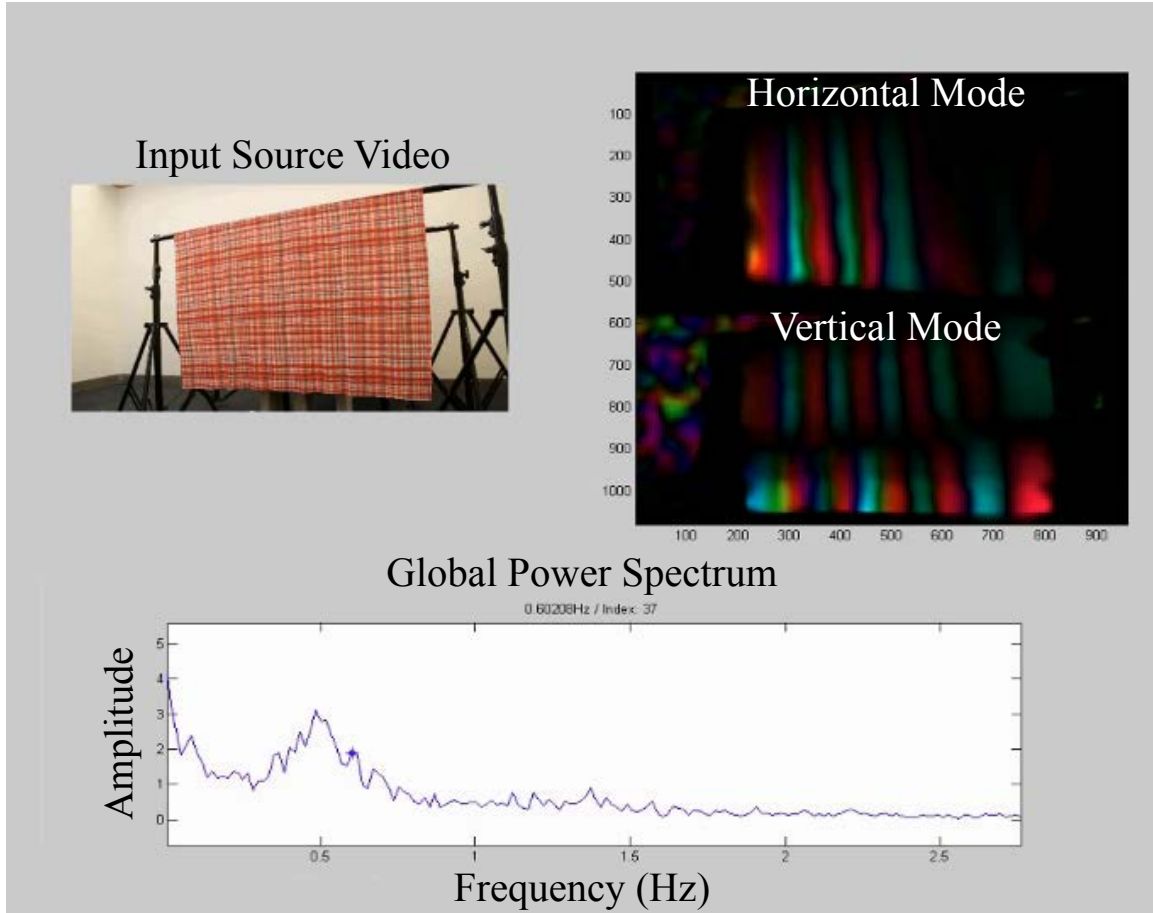 Input Source Video
Horizontal Mode
100
200
300
400
500
Vertical Mode
600
700
800
900
1000
100 200 300 400 500 600 700 800 900
Global Power Spectrum
0.60208Hz / Index: 37
Amplitude
5
4
3
2
1
0
0.5 1 1.5 2 2.5
Frequency (Hz)